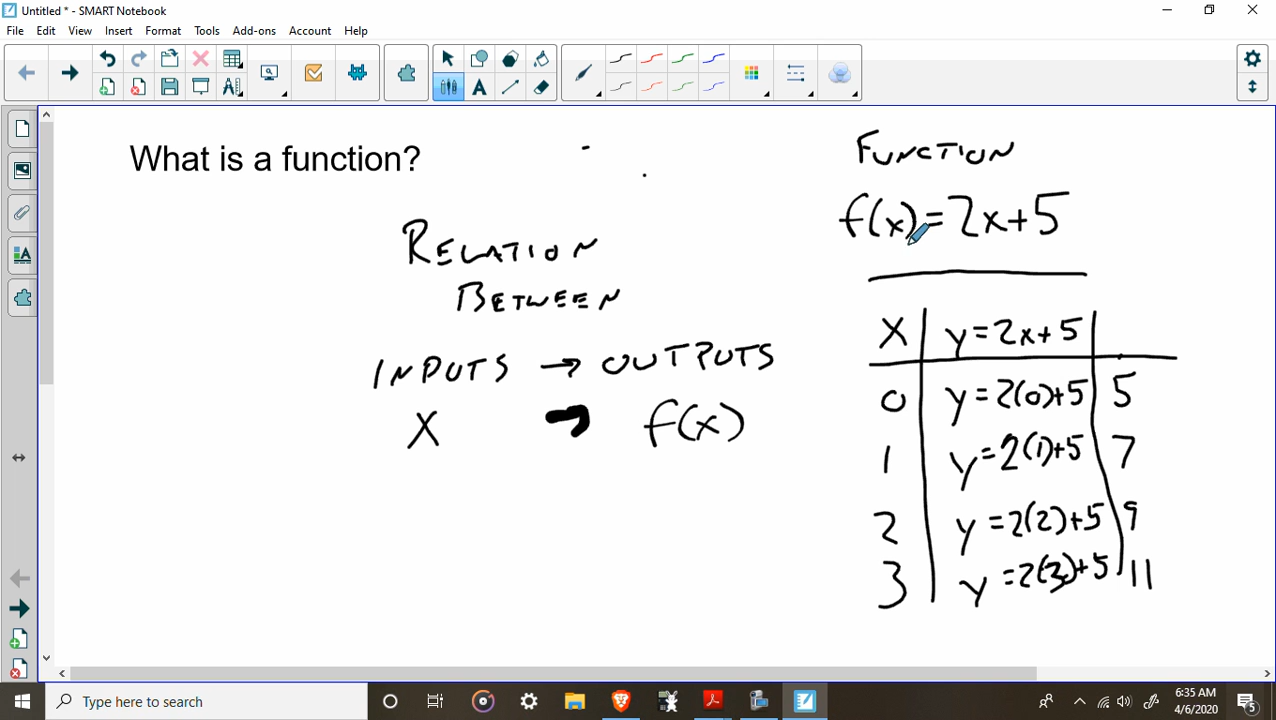 Untitled * - SMART Notebook
File Edit View Insert Format Tools Add-ons Account Help
What is a function?
RELATION
BETWEEN
INPUTS → OUTPUTS
X → f(x)
FUNCTION
f(x)=2x+5
X y=2x+5
0 y=2(0)+5 5
1 y=2(1)+5 7
2 y=2(2)+5 9
3 y=2(3)+5 11
Type here to search
6:35 AM
4/6/2020
5